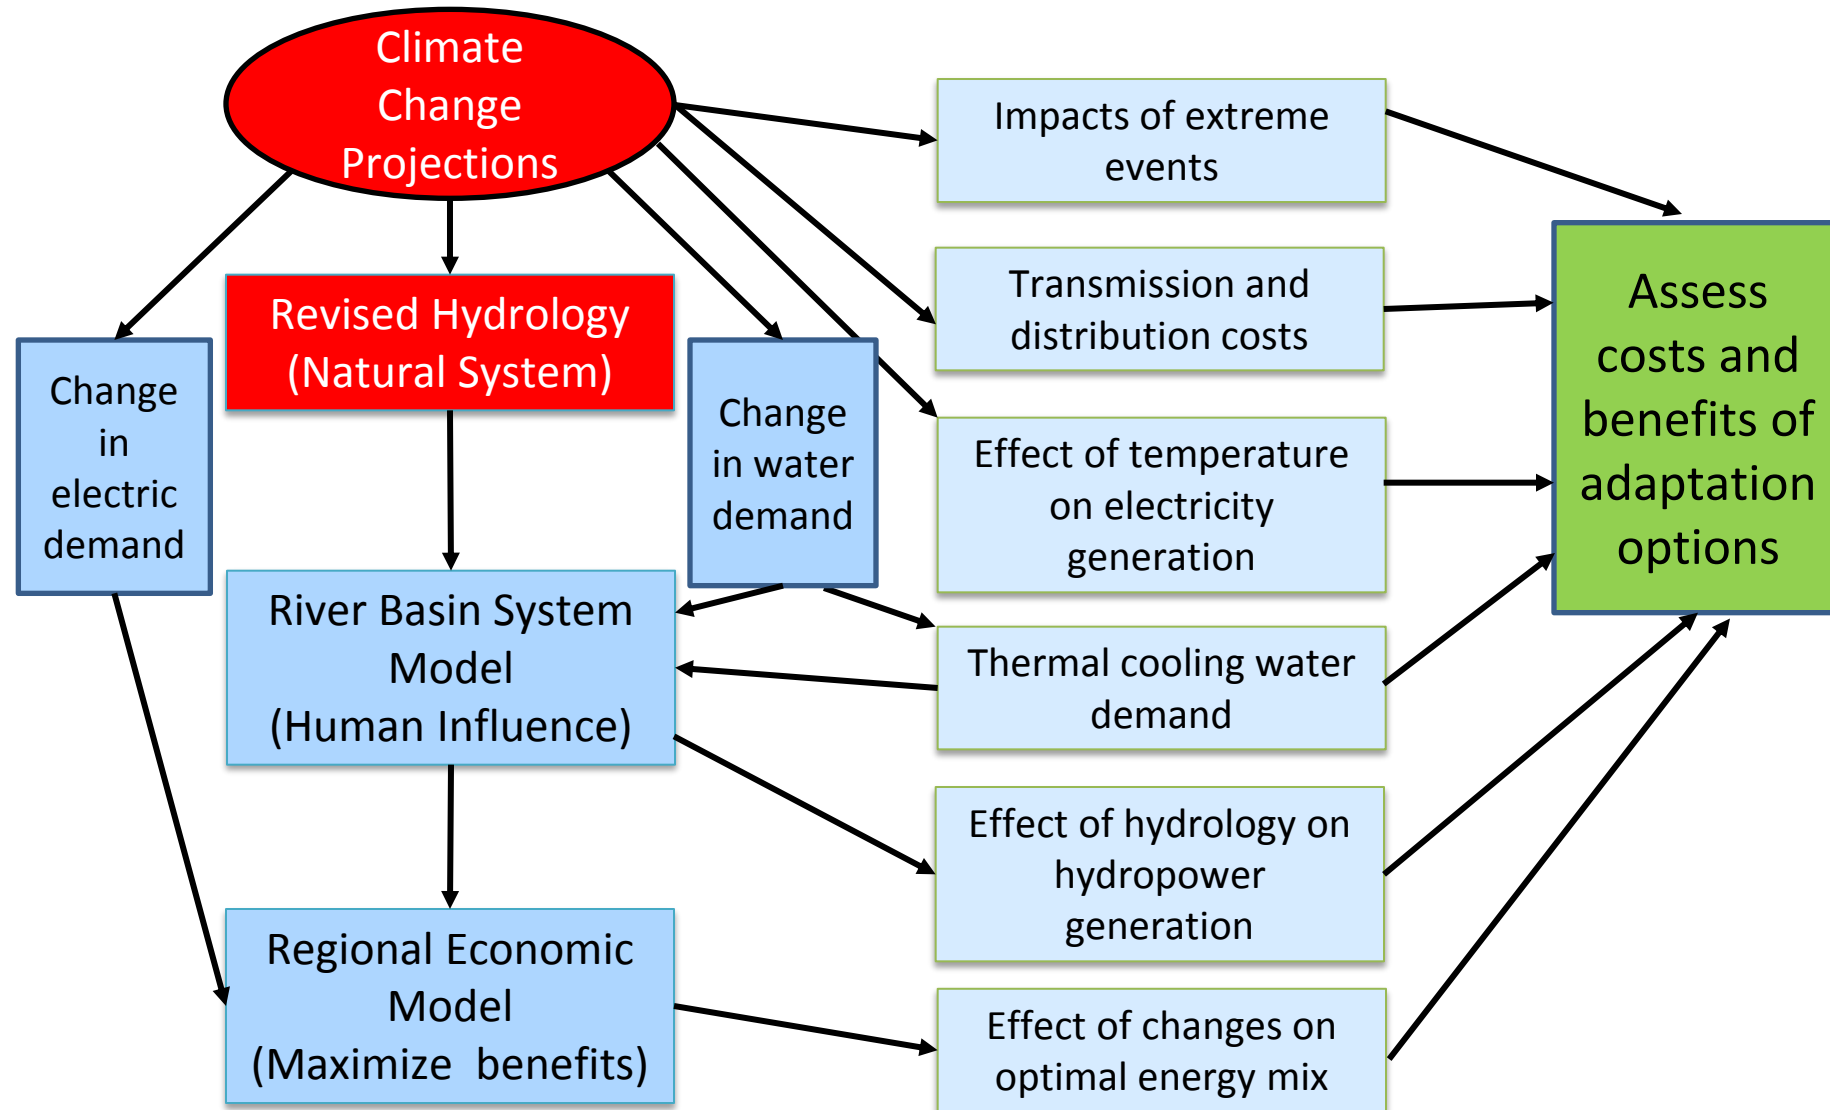 Climate
Change
Projections
Impacts of extreme
events
Transmission and
distribution costs
Revised Hydrology
(Natural System)
Change
in
electric
demand
Change
in water
demand
Effect of temperature
on electricity
generation
Assess
costs and
benefits of
adaptation
options
River Basin System
Model
(Human Influence)
Thermal cooling water
demand
Effect of hydrology on
hydropower
generation
Regional Economic
Model
(Maximize  benefits)
Effect of changes on
optimal energy mix